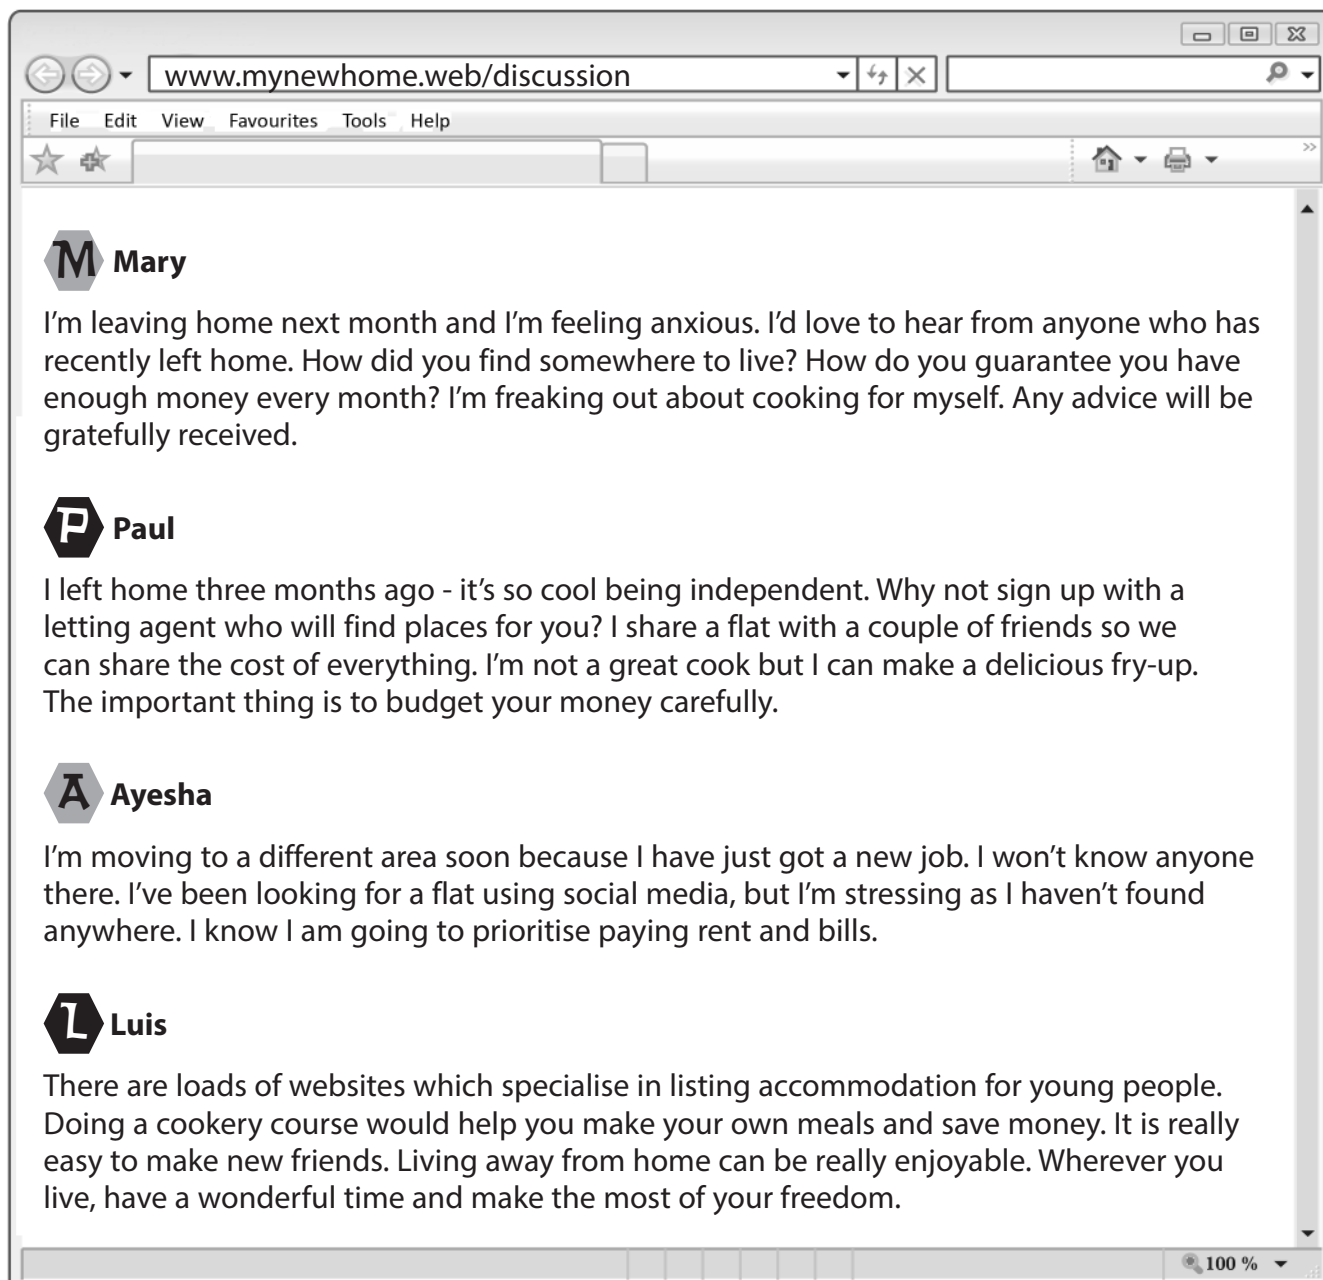 www.mynewhome.web/discussion
File Edit View Favourites Tools Help
>>
M Mary
I'm leaving home next month and I'm feeling anxious. I'd love to hear from anyone who has
recently left home. How did you find somewhere to live? How do you guarantee you have
enough money every month? I'm freaking out about cooking for myself. Any advice will be
gratefully received.
P Paul
I left home three months ago - it's so cool being independent. Why not sign up with a
letting agent who will find places for you? I share a flat with a couple of friends so we
can share the cost of everything. I'm not a great cook but I can make a delicious fry-up.
The important thing is to budget your money carefully.
A Ayesha
I'm moving to a different area soon because I have just got a new job. I won't know anyone
there. I've been looking for a flat using social media, but I'm stressing as I haven't found
anywhere. I know I am going to prioritise paying rent and bills.
L Luis
There are loads of websites which specialise in listing accommodation for young people.
Doing a cookery course would help you make your own meals and save money. It is really
easy to make new friends. Living away from home can be really enjoyable. Wherever you
live, have a wonderful time and make the most of your freedom.
100 %